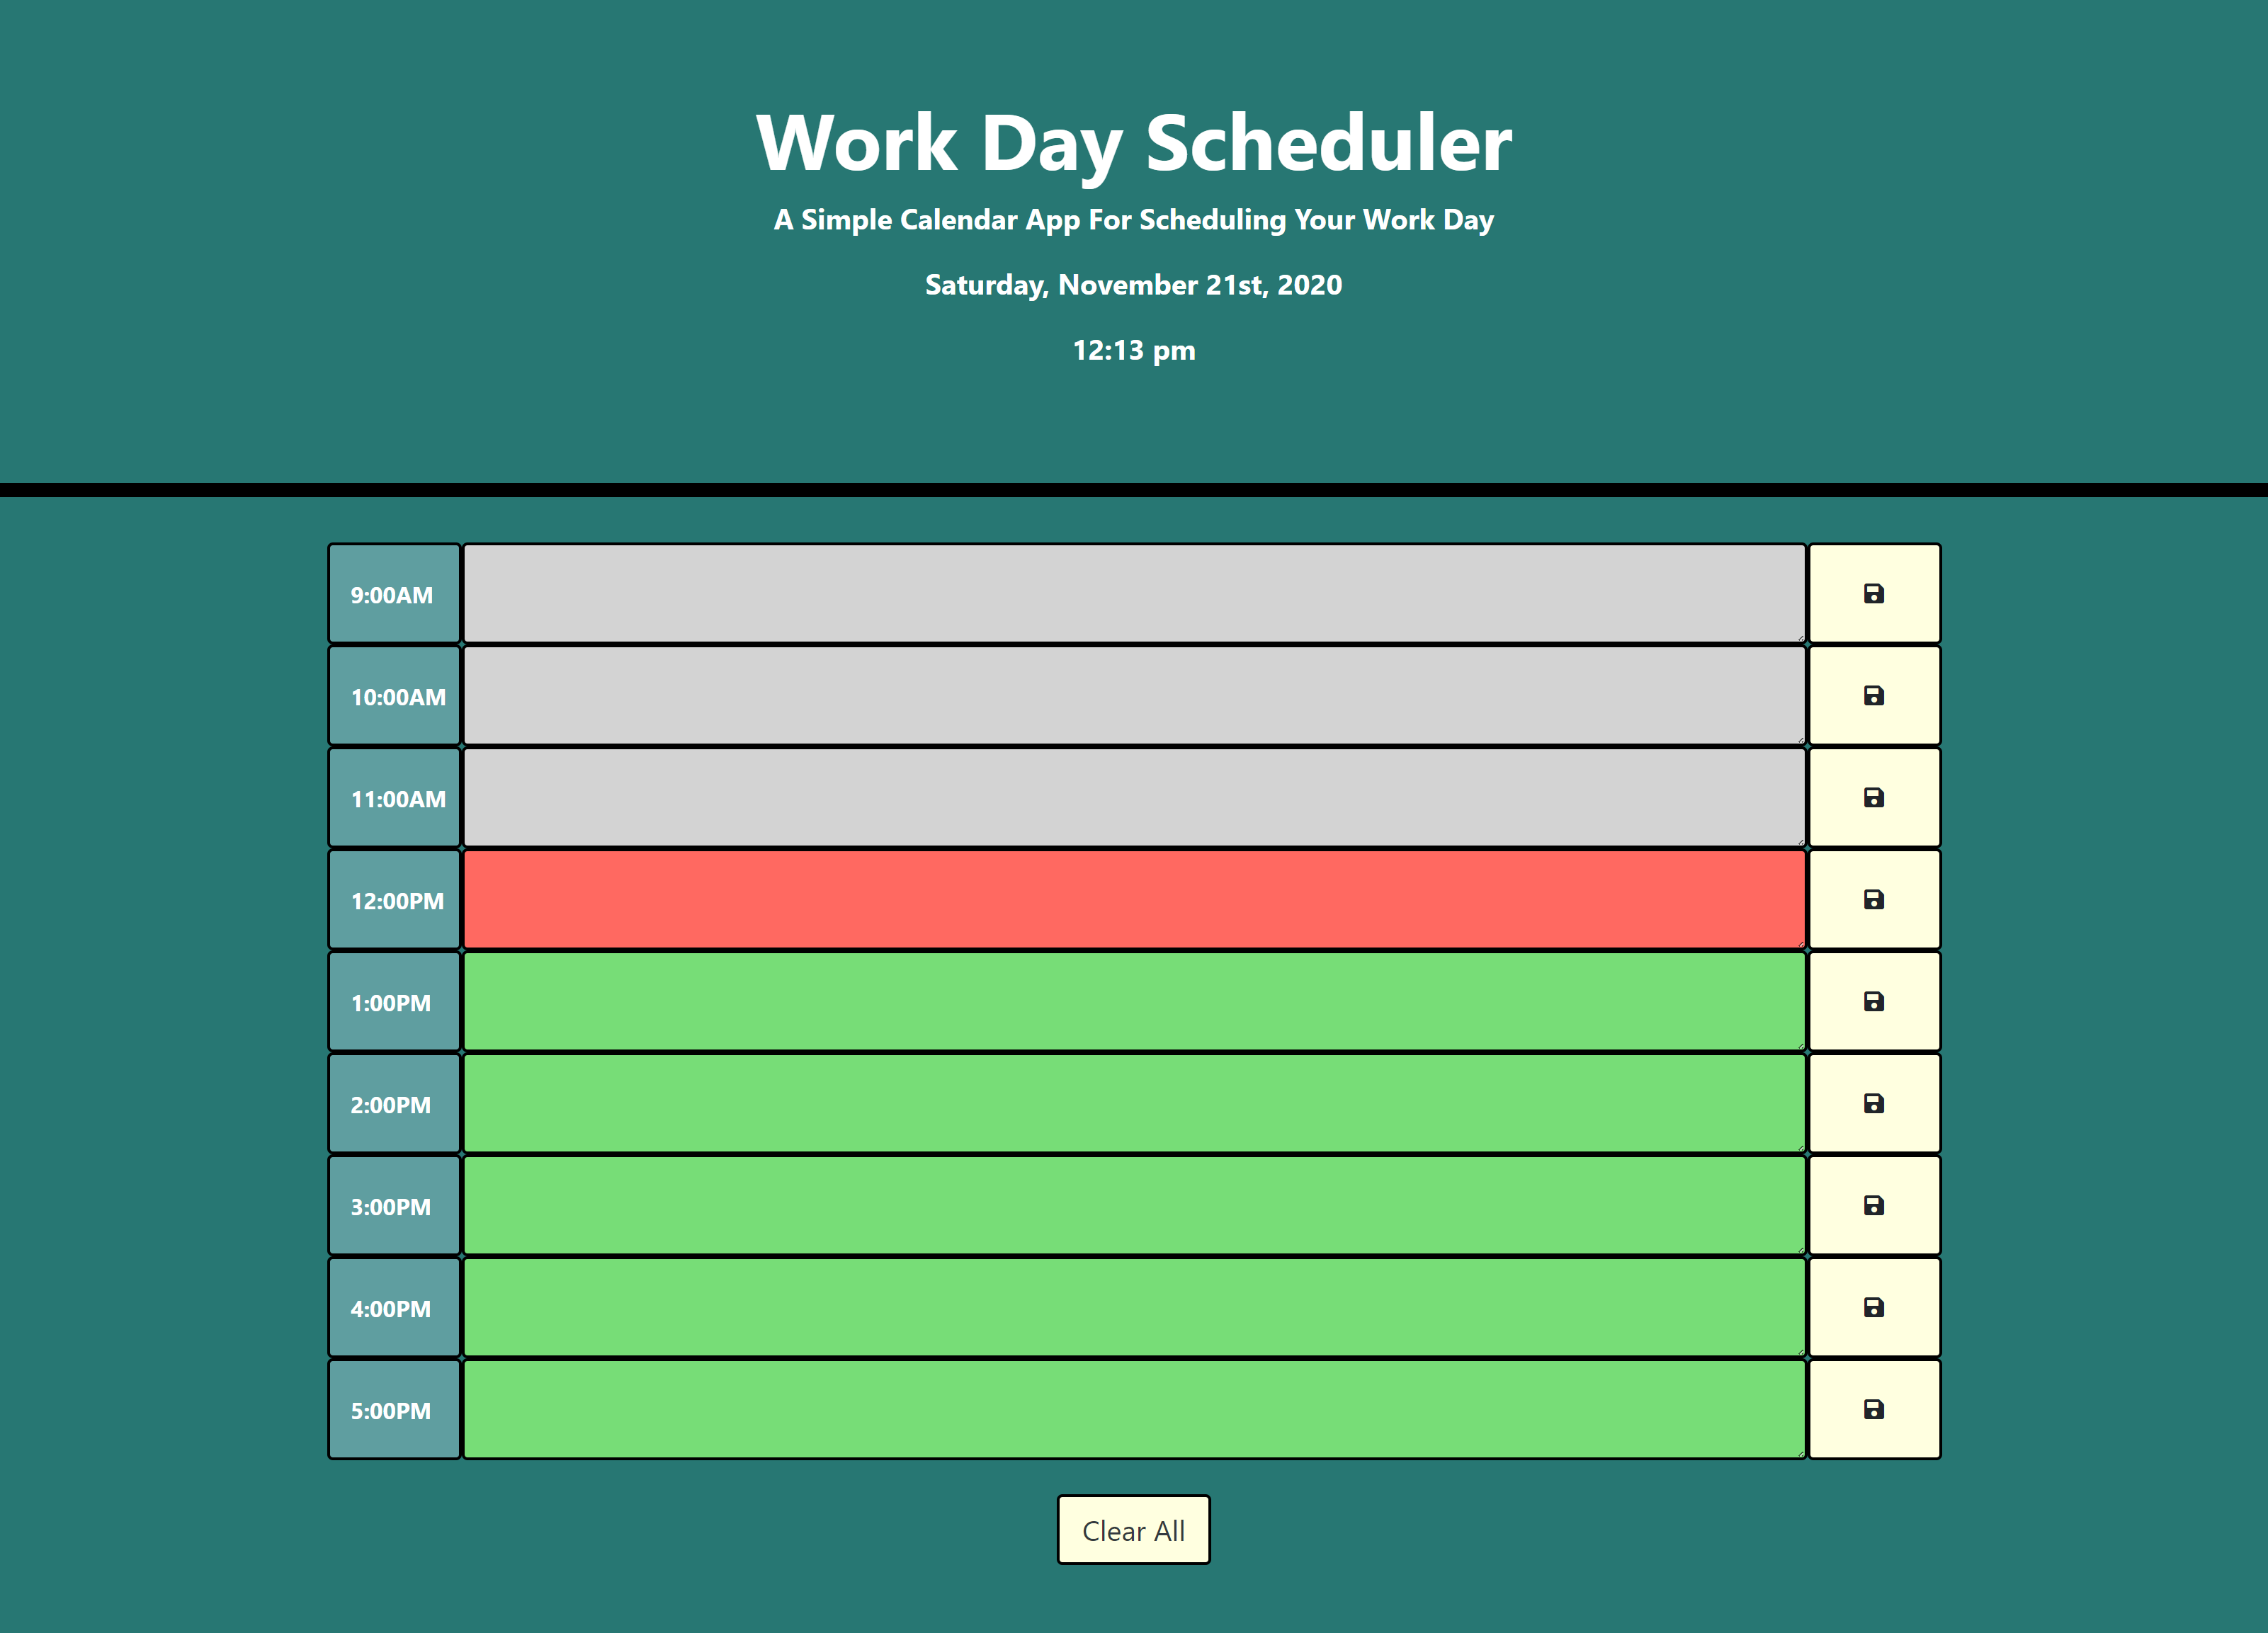 Work Day Scheduler
A Simple Calendar App For Scheduling Your Work Day
Saturday, November 21st, 2020
12:13 pm
9:00AM
10:00AM
11:00AM
12:00PM
1:00PM
2:00PM
3:00PM
4:00PM
5:00PM
Clear All